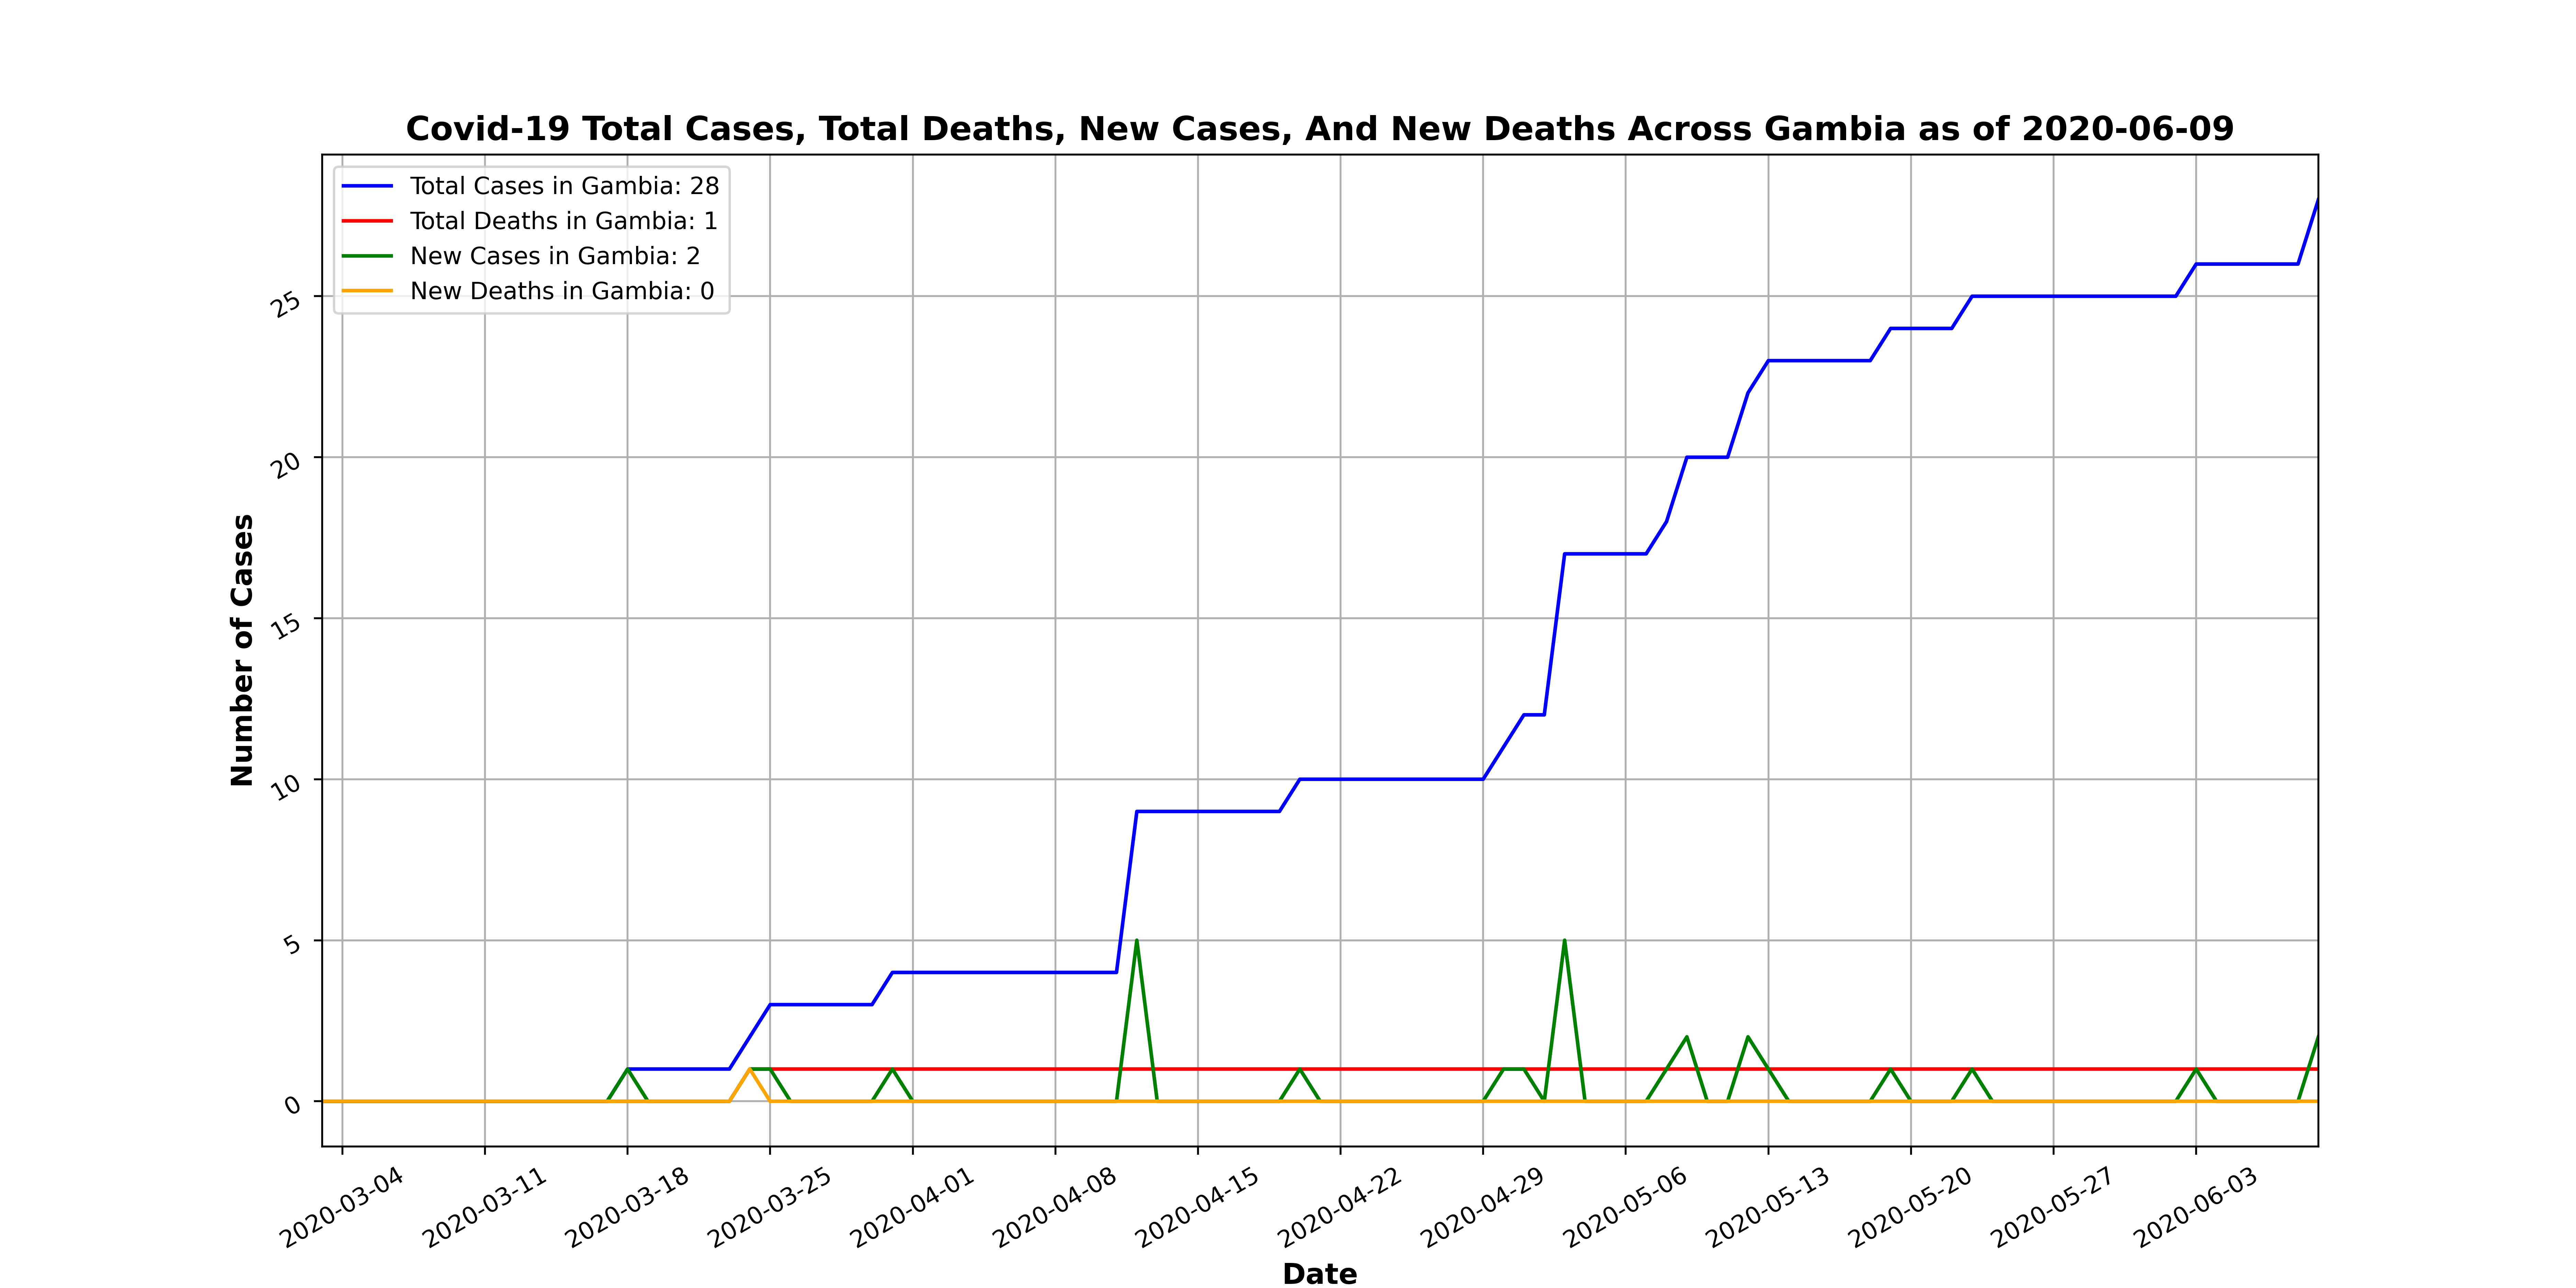 Covid-19 Total Cases, Total Deaths, New Cases, And New Deaths Across Gambia as of 2020-06-09
Total Cases in Gambia: 28
Total Deaths in Gambia: 1
New Cases in Gambia: 2
New Deaths in Gambia: 0
Number of Cases
25
20
15
10
5
0
2020-03-04
2020-03-11
2020-03-18
2020-03-25
2020-04-01
2020-04-08
2020-04-15
2020-04-22
2020-04-29
2020-05-06
2020-05-13
2020-05-20
2020-05-27
2020-06-03
Date